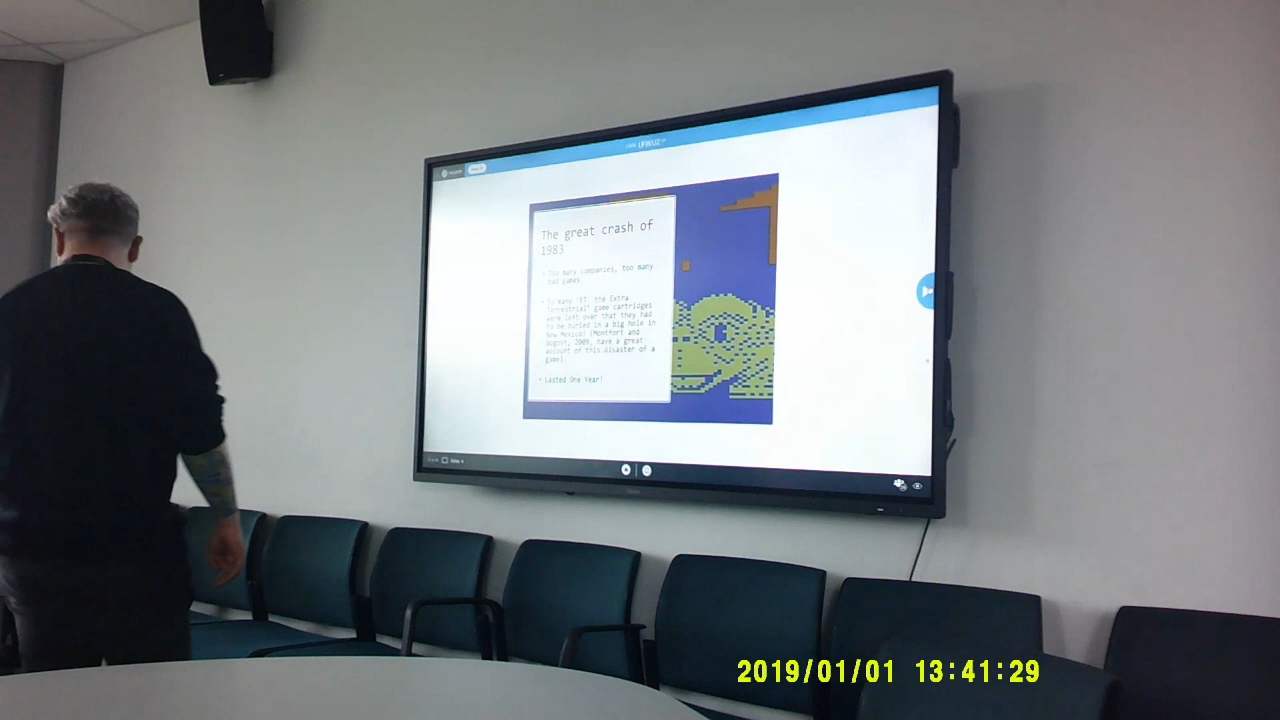 UFWUZ
The great crash of
1983
• Too many companies, too many
bad games
• So many "ET: the Extra
Terrestrial" game cartridges
were left over that they had
to be buried in a big hole in
New Mexico! (Montfort and
Bogost, 2009, have a great
account of this disaster of a
game).
• Lasted One Year!
2019/01/01 13:41:29